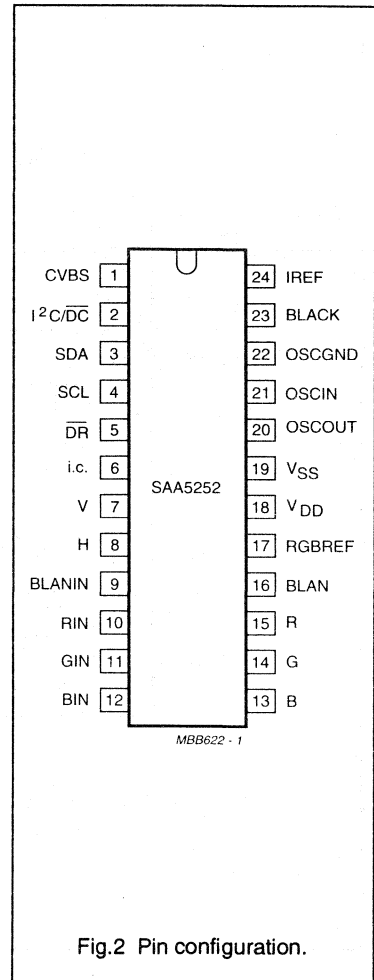 CVBS 1 24 IREF
I²C/D̅C̅ 2 23 BLACK
SDA 3 22 OSCGND
SCL 4 21 OSCIN
D̅R̅ 5 20 OSCOUT
i.c. 6 19 VSS
SAA5252
V 7 18 VDD
H 8 17 RGBREF
BLANIN 9 16 BLAN
RIN 10 15 R
GIN 11 14 G
BIN 12 13 B
MBB622 - 1
Fig.2 Pin configuration.